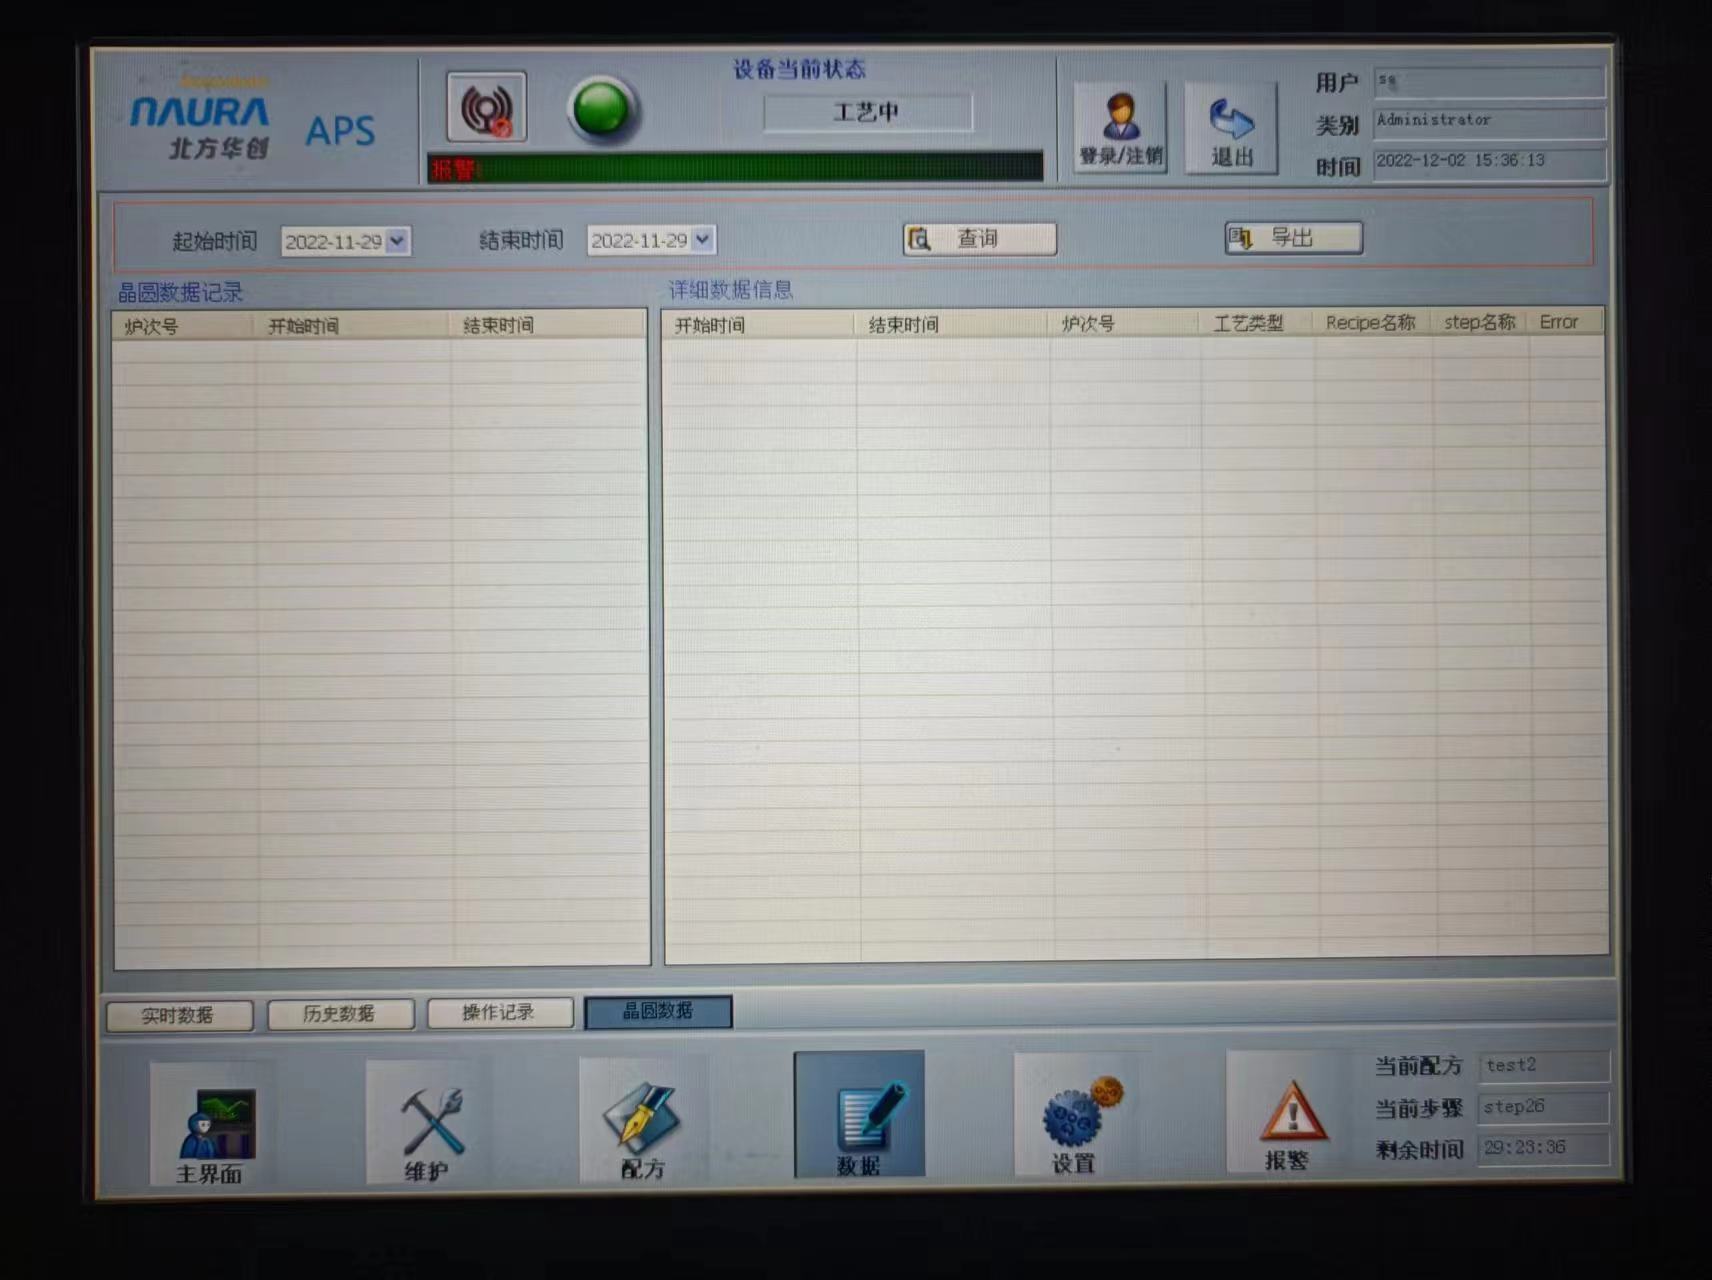 NAURA
北方华创
APS
设备当前状态
工艺中
报警:
登录/注销
退出
用户 sa
类别 Administrator
时间 2022-12-02 15:36:13
起始时间 2022-11-29
结束时间 2022-11-29
查询
导出
晶圆数据记录
炉次号 开始时间 结束时间
详细数据信息
开始时间 结束时间 炉次号 工艺类型 Recipe名称 step名称 Error
实时数据 历史数据 操作记录 晶圆数据
主界面 维护 配方 数据 设置 报警
当前配方 test2
当前步骤 step26
剩余时间 29:23:36